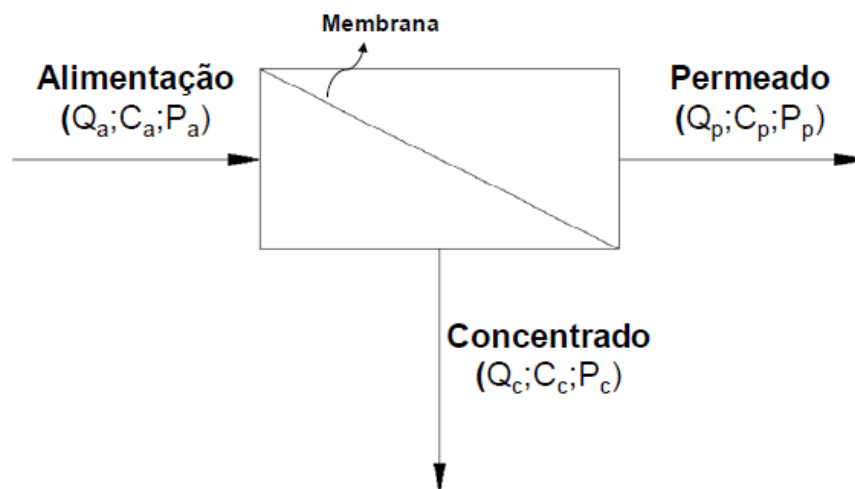 Membrana
Alimentação
(Qa;Ca;Pa)
Permeado
(Qp;Cp;Pp)
Concentrado
(Qc;Cc;Pc)